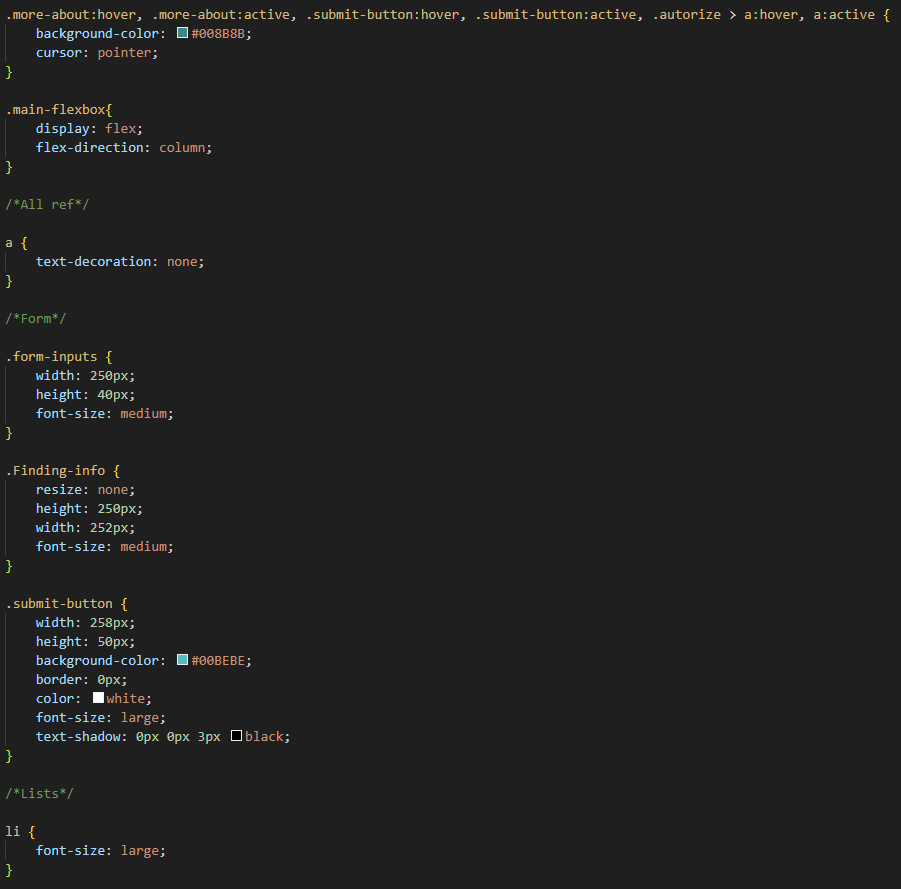 .more-about:hover, .more-about:active, .submit-button:hover, .submit-button:active, .autorize > a:hover, a:active {
    background-color: #008B8B;
    cursor: pointer;
}

.main-flexbox{
    display: flex;
    flex-direction: column;
}

/*All ref*/

a {
    text-decoration: none;
}

/*Form*/

.form-inputs {
    width: 250px;
    height: 40px;
    font-size: medium;
}

.Finding-info {
    resize: none;
    height: 250px;
    width: 252px;
    font-size: medium;
}

.submit-button {
    width: 258px;
    height: 50px;
    background-color: #00BEBE;
    border: 0px;
    color: white;
    font-size: large;
    text-shadow: 0px 0px 3px black;
}

/*Lists*/

li {
    font-size: large;
}